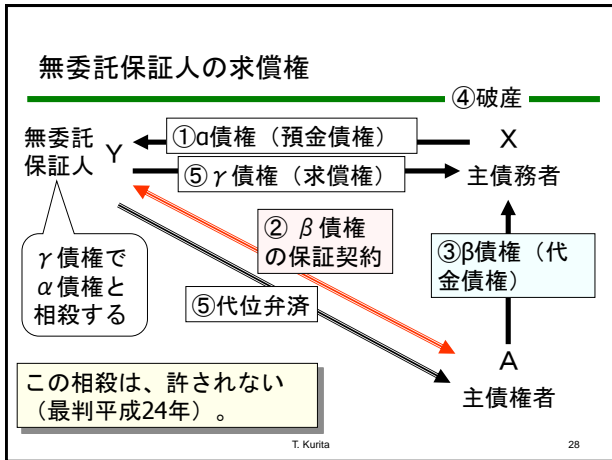 無委託保証人の求償権
④破産
無委託
保証人
Y
①α債権（預金債権）
X
⑤γ債権（求償権）
主債務者
② β債権
の保証契約
③β債権（代
金債権）
γ債権で
α債権と
相殺する
⑤代位弁済
A
主債権者
この相殺は、許されない
（最判平成24年）。
T. Kurita
28